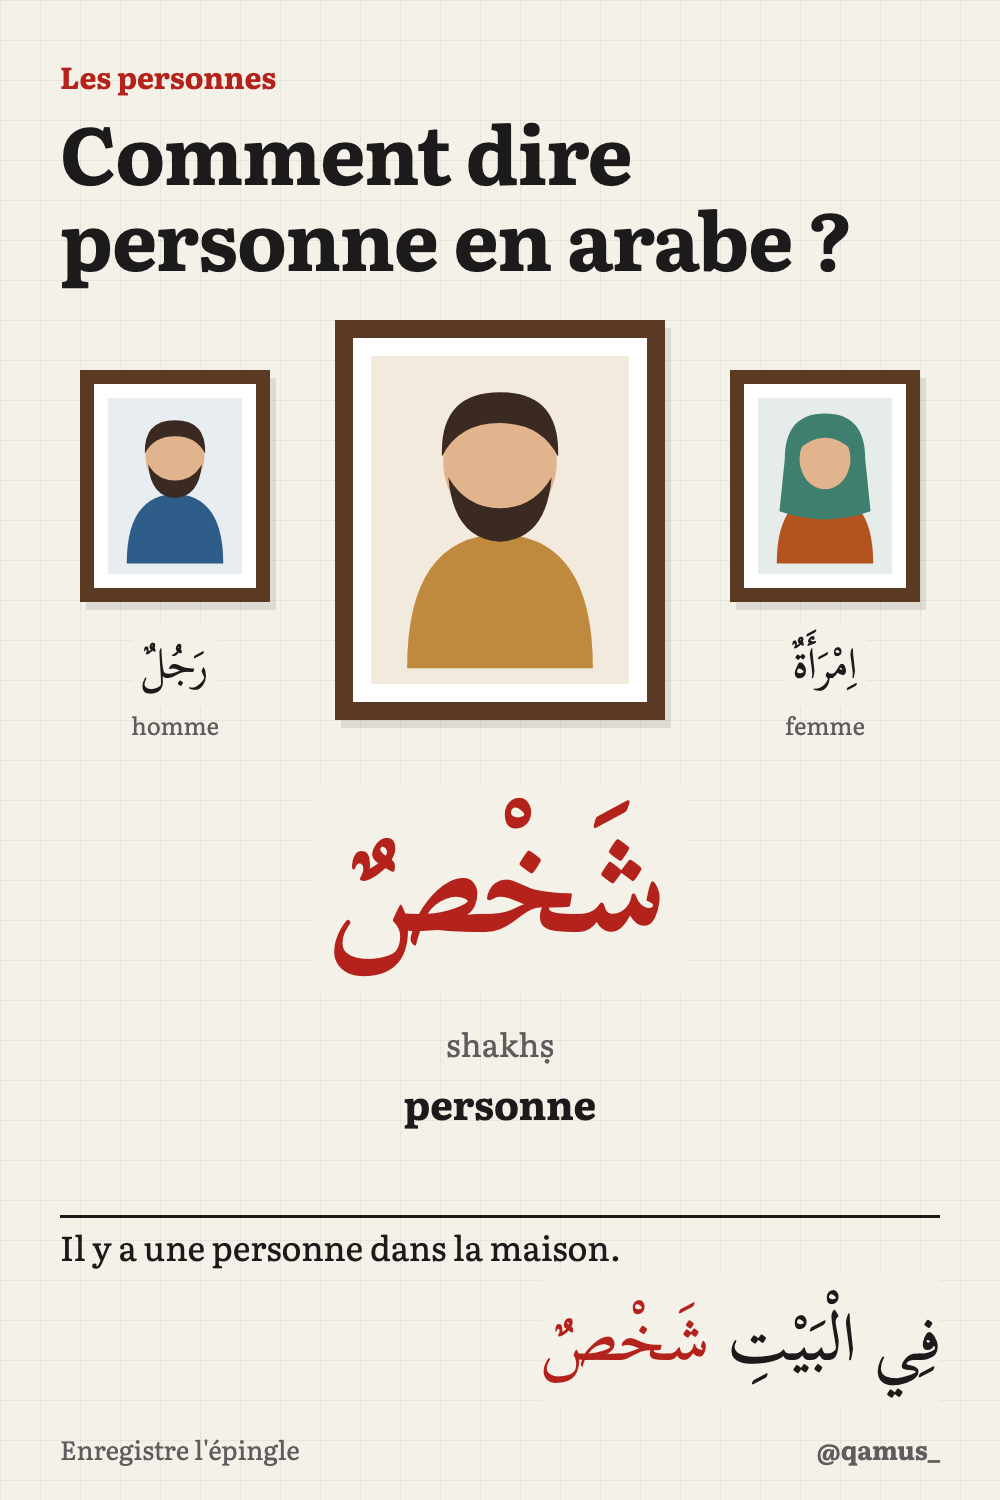 Les personnes
Comment dire
personne en arabe ?
رَجُلٌ
homme
اِمْرَأَةٌ
femme
شَخْصٌ
shakhṣ
personne
Il y a une personne dans la maison.
فِي الْبَيْتِ شَخْصٌ
Enregistre l'épingle
@qamus_